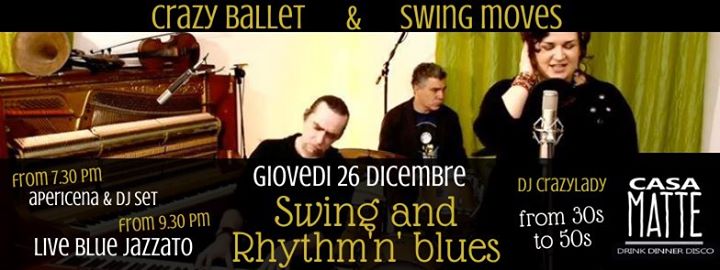 crazy Ballet & Swing moves
from 7.30 pm
apericena & DJ set
from 9.30 pm
Live Blue Jazzato
Giovedi 26 dicembre
Swing and
Rhythm'n' blues
DJ crazylady
from 30s
to 50s
CASA
MATTE
DRINK DINNER DISCO